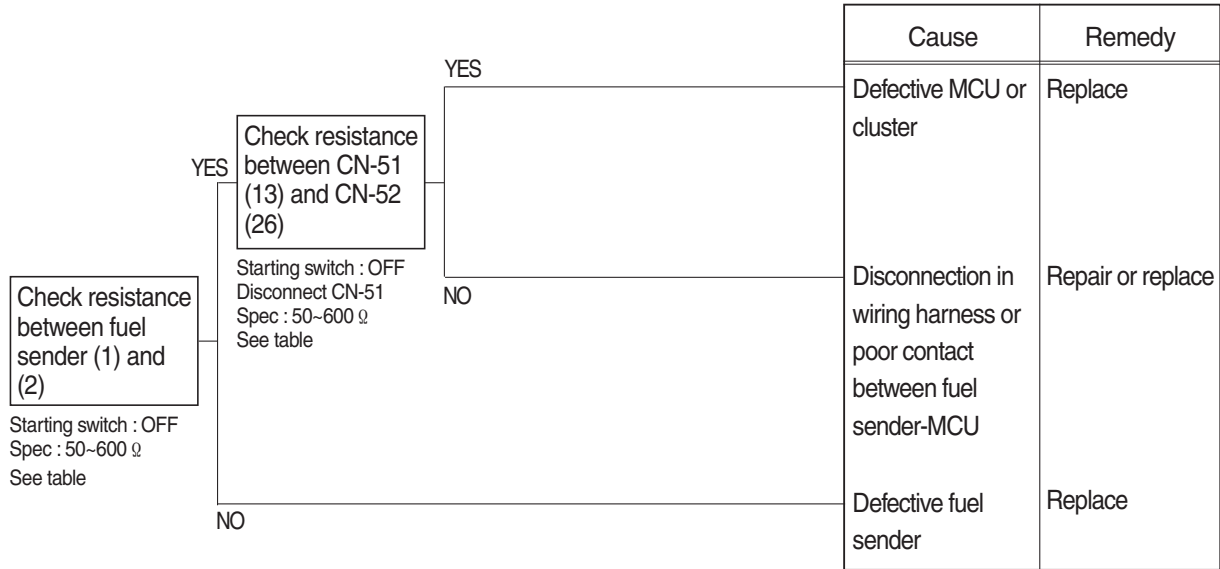 Cause
Remedy
YES
Defective MCU or
cluster
Replace
Check resistance
between CN-51
(13) and CN-52
(26)
YES
Starting switch : OFF
Disconnect CN-51
Spec : 50~600 Ω
See table
NO
Disconnection in
wiring harness or
poor contact
between fuel
sender-MCU
Repair or replace
Check resistance
between fuel
sender (1) and
(2)
Starting switch : OFF
Spec : 50~600 Ω
See table
NO
Defective fuel
sender
Replace